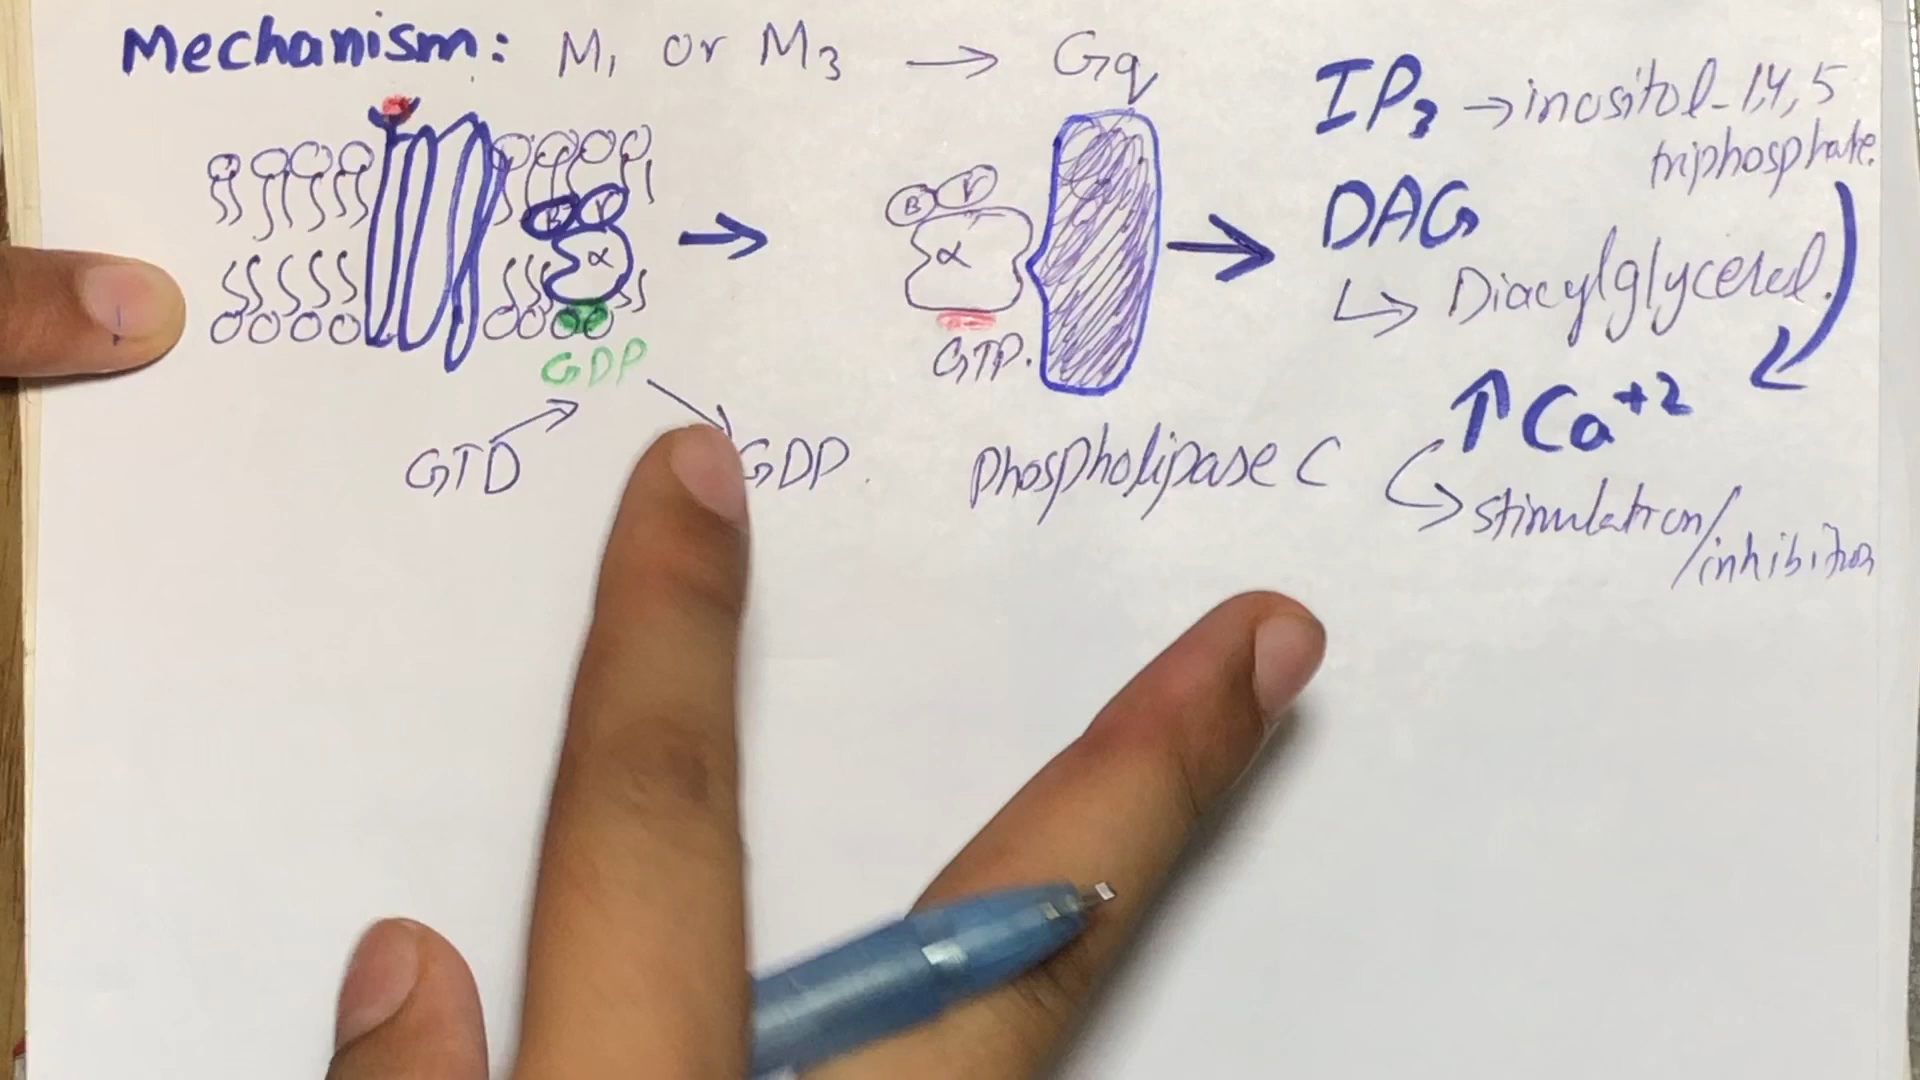 Mechanism: M1 or M3 → Gq
IP3 → inositol-1,4,5
triphosphate.
DAG
↳ Diacylglycerol.
B γ
α
GDP
GTD
GDP.
B γ
α
GTP.
Phospholipase C
↑ Ca+2
↳ stimulation/
inhibition